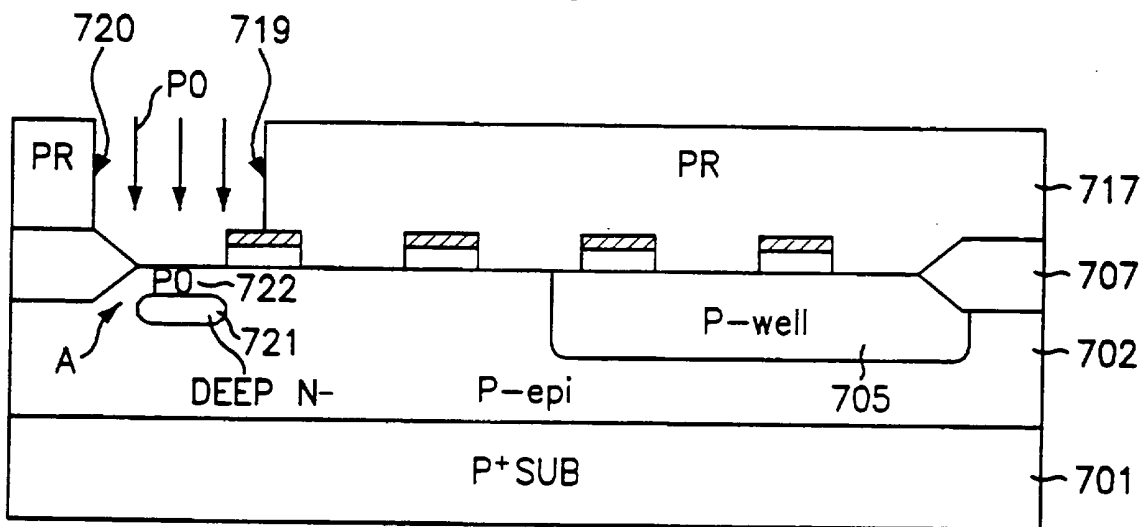 720
719
P0
PR
PR
717
P0
722
707
P-well
A
721
702
DEEP N-
P-epi
705
P+ SUB
701